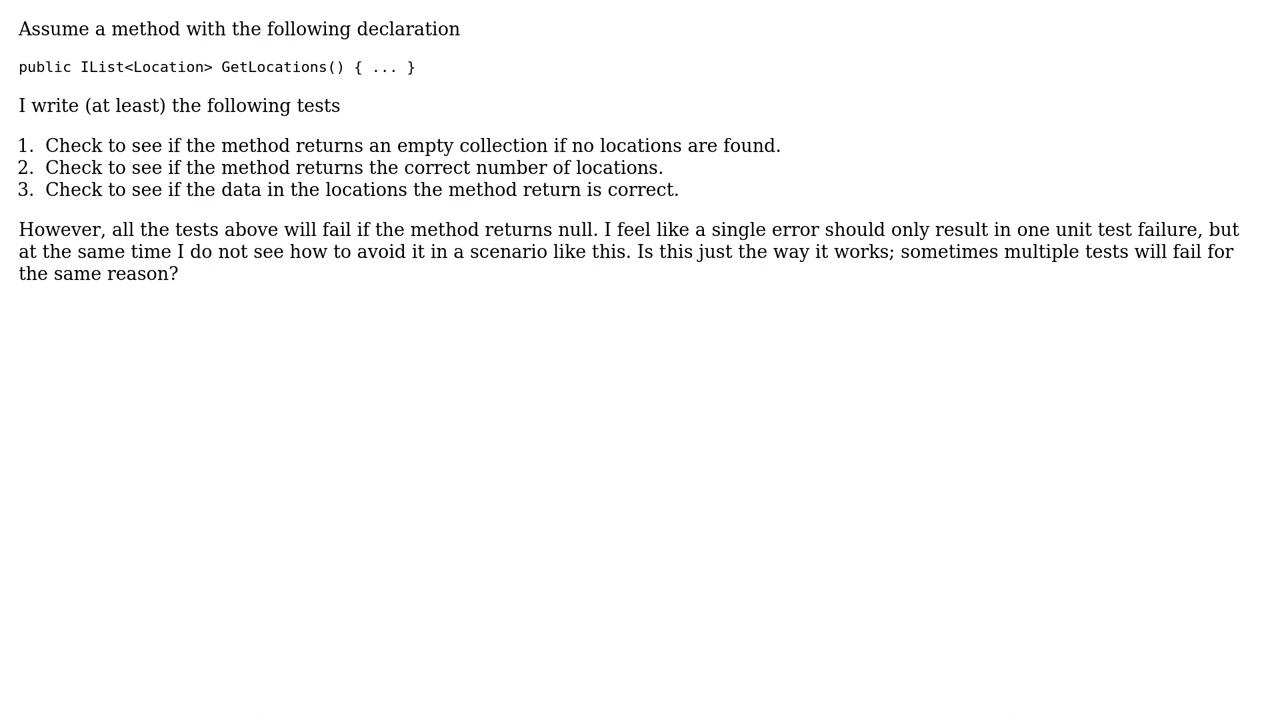 Assume a method with the following declaration
public IList<Location> GetLocations() { ... }
I write (at least) the following tests
1. Check to see if the method returns an empty collection if no locations are found.
2. Check to see if the method returns the correct number of locations.
3. Check to see if the data in the locations the method return is correct.
However, all the tests above will fail if the method returns null. I feel like a single error should only result in one unit test failure, but
at the same time I do not see how to avoid it in a scenario like this. Is this just the way it works; sometimes multiple tests will fail for
the same reason?